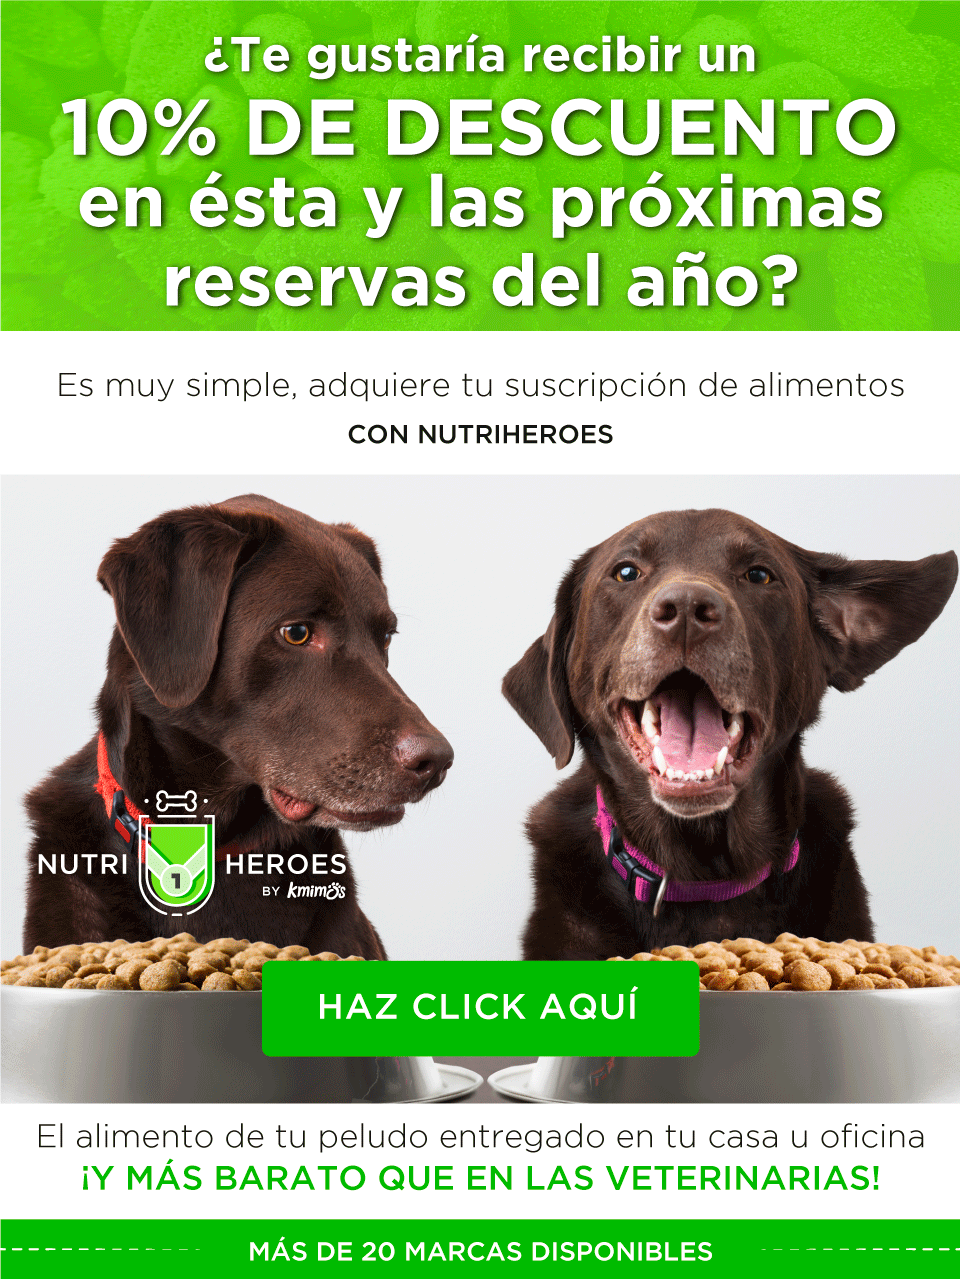 ¿Te gustaría recibir un
10% DE DESCUENTO
en ésta y las próximas
reservas del año?
Es muy simple, adquiere tu suscripción de alimentos
CON NUTRIHEROES
NUTRI 1 HEROES
BY kmimos
HAZ CLICK AQUÍ
El alimento de tu peludo entregado en tu casa u oficina
¡Y MÁS BARATO QUE EN LAS VETERINARIAS!
MÁS DE 20 MARCAS DISPONIBLES